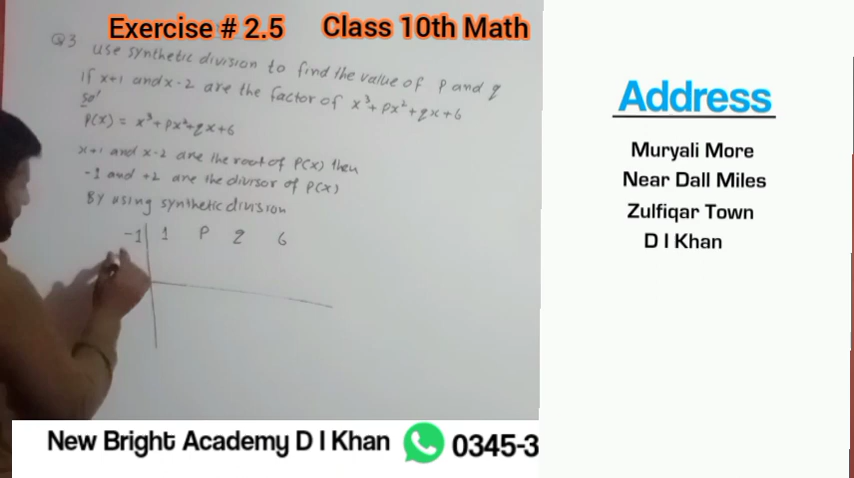 Exercise # 2.5 Class 10th Math
Q3 use synthetic division to find the value of p and q
if x+1 and x-2 are the factor of x³+px²+qx+6
Sol
P(x) = x³+px²+qx+6
x+1 and x-2 are the root of P(x) then
-1 and +2 are the divisor of P(x)
By using synthetic division
-1 1 P 2 6
Address
Muryali More
Near Dall Miles
Zulfiqar Town
D I Khan
New Bright Academy D I Khan 0345-3